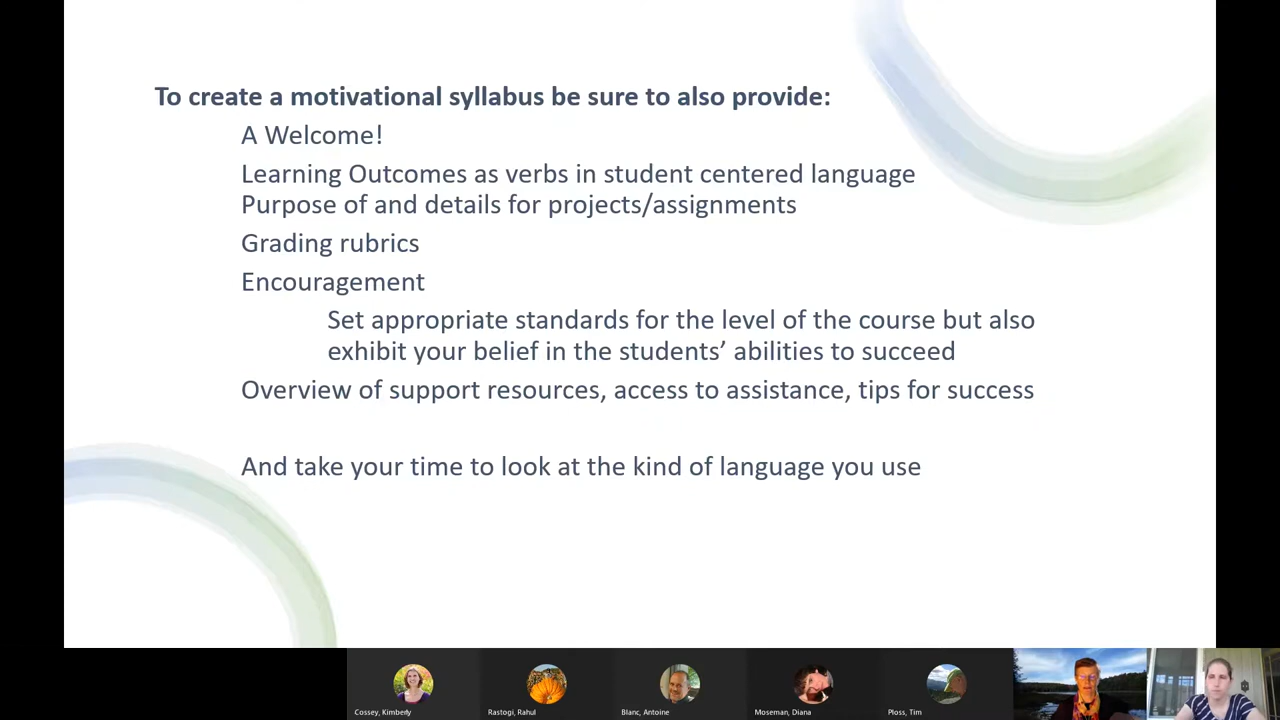 To create a motivational syllabus be sure to also provide:
A Welcome!
Learning Outcomes as verbs in student centered language
Purpose of and details for projects/assignments
Grading rubrics
Encouragement
Set appropriate standards for the level of the course but also
exhibit your belief in the students’ abilities to succeed
Overview of support resources, access to assistance, tips for success
And take your time to look at the kind of language you use
Cossey, Kimberly
Rastogi, Rahul
Blanc, Antoine
Moseman, Diana
Ploss, Tim